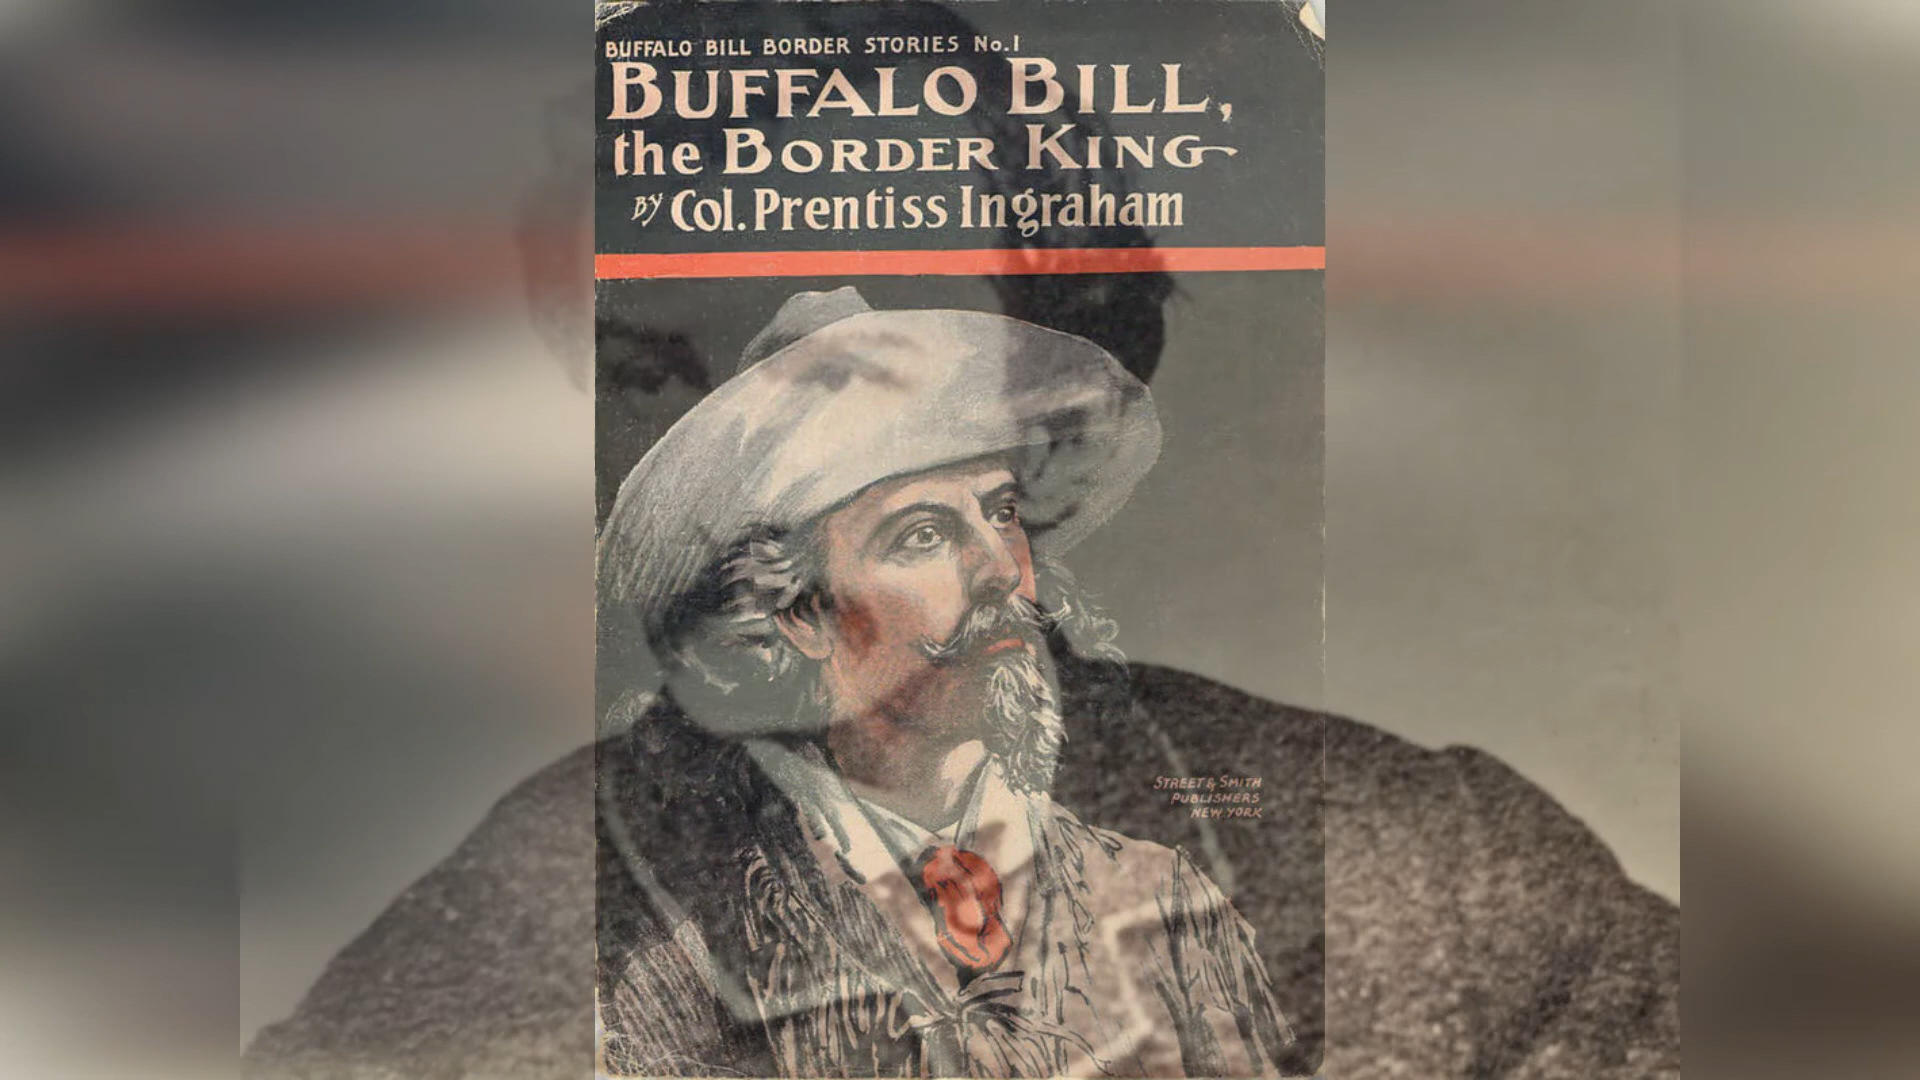 BUFFALO BILL BORDER STORIES No.1
BUFFALO BILL,
the BORDER KING
BY Col. Prentiss Ingraham
STREET & SMITH
PUBLISHERS
NEW YORK